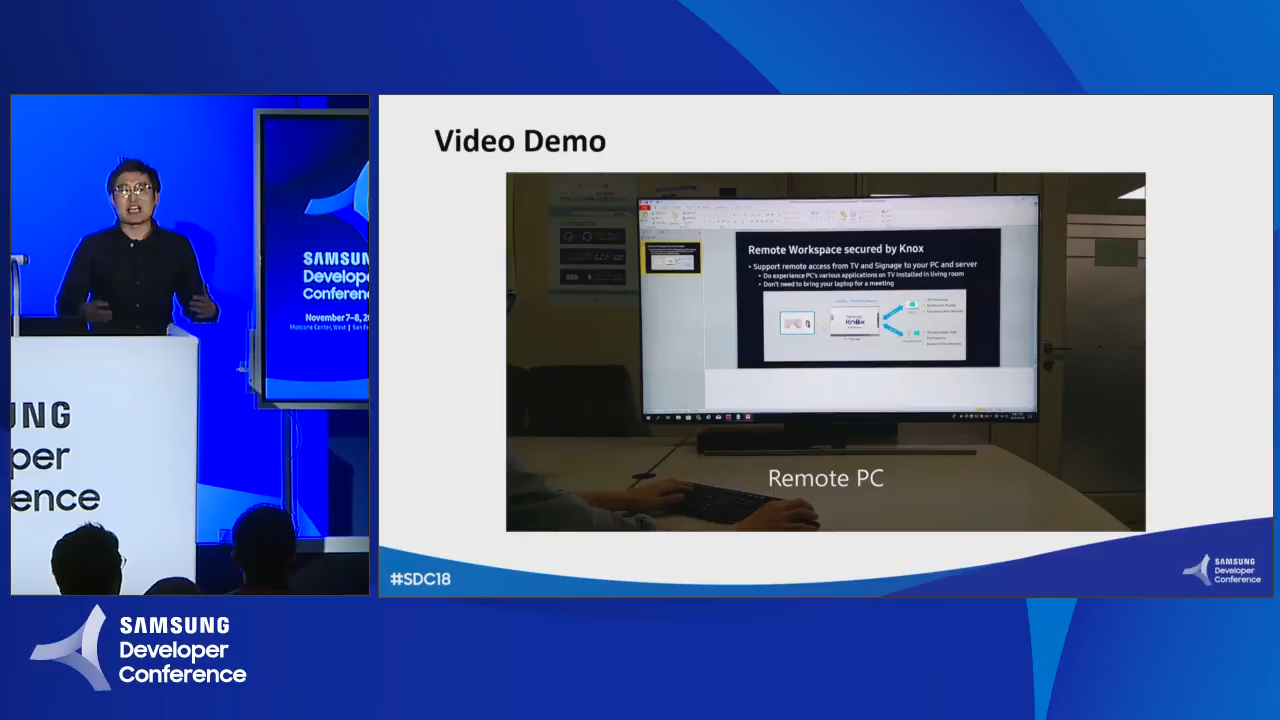 SAMSUNG
Developer
Conference
November 7–8, 20
Moscone Center, West | San F
UNG
per
ence
Video Demo
Remote Workspace secured by Knox
Support remote access from TV and Signage to your PC and server
Do experience PC's various applications on TV installed in living room
Don't need to bring your laptop for a meeting
SAMSUNG
Knox
Remote PC
#SDC18
SAMSUNG
Developer
Conference
SAMSUNG
Developer
Conference